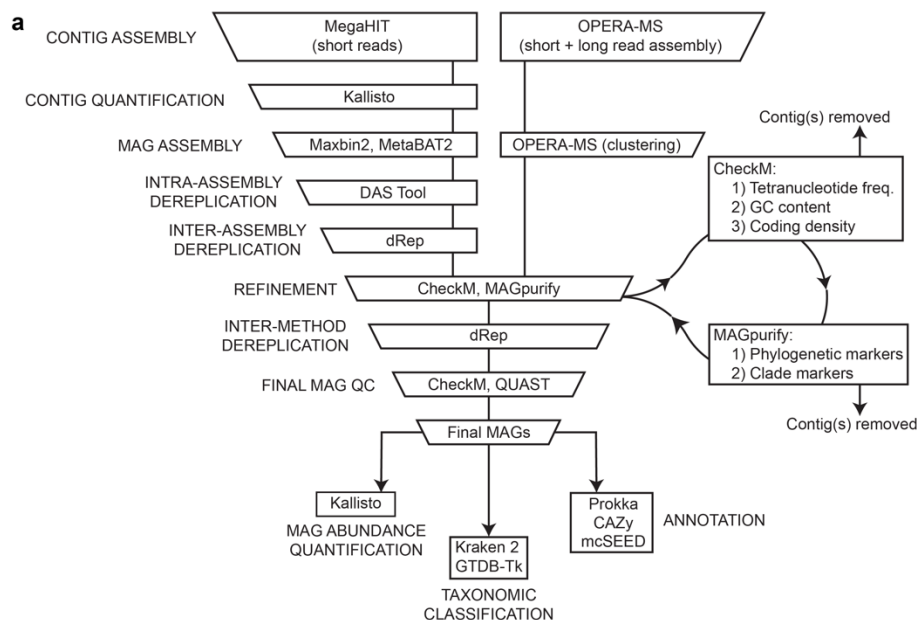 a
CONTIG ASSEMBLY
MegaHIT
(short reads)
OPERA-MS
(short + long read assembly)
CONTIG QUANTIFICATION
Kallisto
MAG ASSEMBLY
Maxbin2, MetaBAT2
OPERA-MS (clustering)
INTRA-ASSEMBLY
DEREPLICATION
DAS Tool
INTER-ASSEMBLY
DEREPLICATION
dRep
REFINEMENT
CheckM, MAGpurify
Contig(s) removed
CheckM:
1) Tetranucleotide freq.
2) GC content
3) Coding density
MAGpurify:
1) Phylogenetic markers
2) Clade markers
Contig(s) removed
INTER-METHOD
DEREPLICATION
dRep
FINAL MAG QC
CheckM, QUAST
Final MAGs
Kallisto
MAG ABUNDANCE
QUANTIFICATION
Kraken 2
GTDB-Tk
TAXONOMIC
CLASSIFICATION
Prokka
CAZy
mcSEED
ANNOTATION